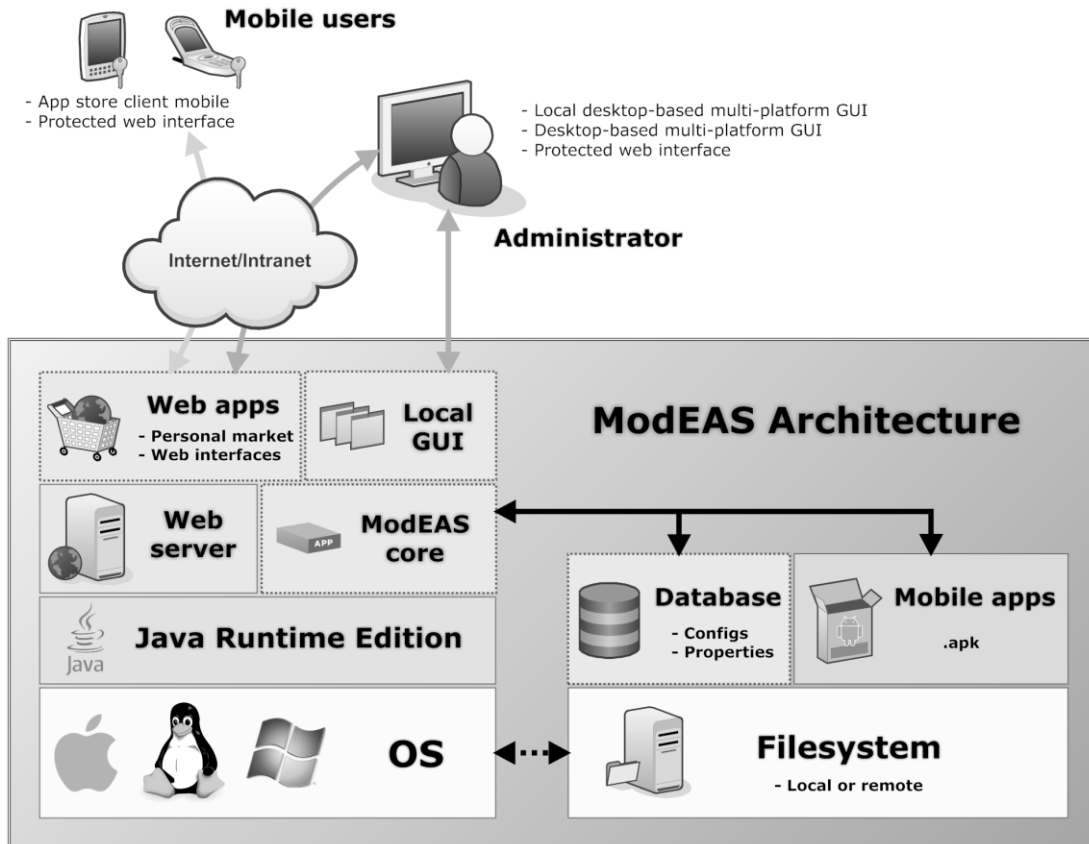 Mobile users
- App store client mobile
- Protected web interface
- Local desktop-based multi-platform GUI
- Desktop-based multi-platform GUI
- Protected web interface
Administrator
Internet/Intranet
ModEAS Architecture
Web apps
- Personal market
- Web interfaces
Local
GUI
Web
server
APP
ModEAS
core
Java
Java Runtime Edition
Database
- Configs
- Properties
Mobile apps
.apk
OS
Filesystem
- Local or remote